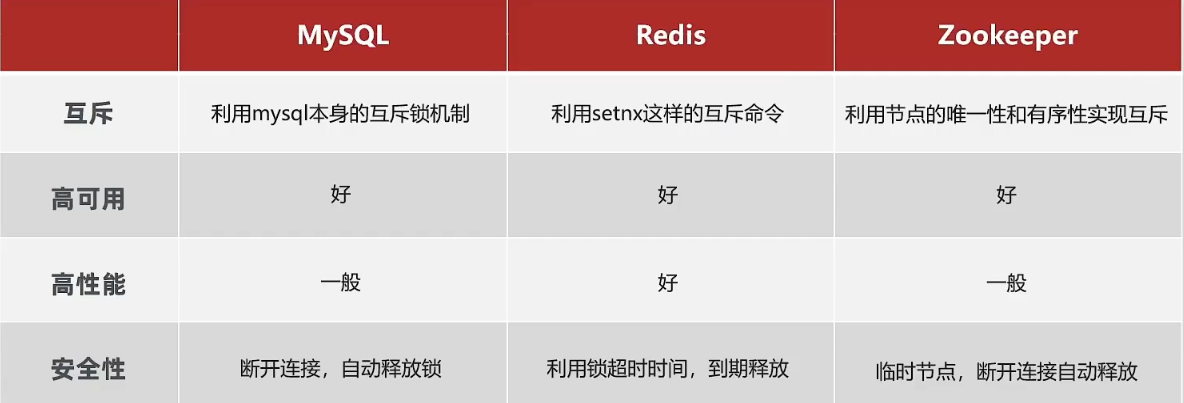 MySQL Redis Zookeeper
互斥 利用mysql本身的互斥锁机制 利用setnx这样的互斥命令 利用节点的唯一性和有序性实现互斥
高可用 好 好 好
高性能 一般 好 一般
安全性 断开连接，自动释放锁 利用锁超时时间，到期释放 临时节点，断开连接自动释放